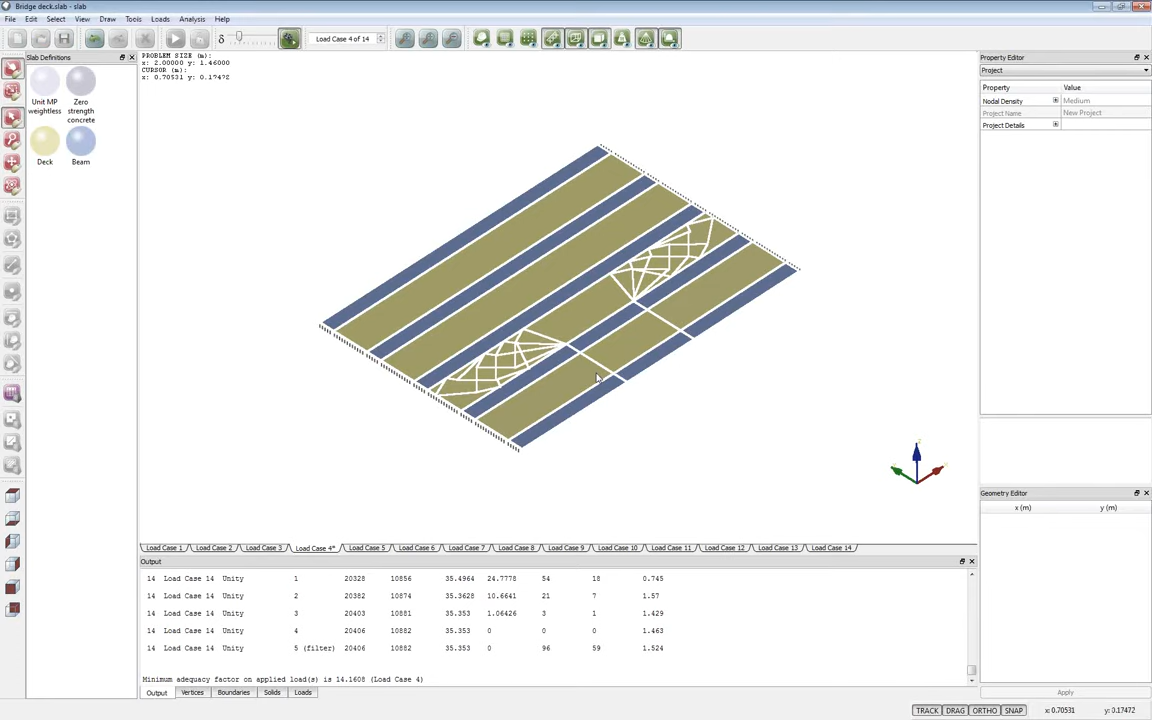 Bridge deck.slab - slab
File Edit Select View Draw Tools Loads Analysis Help
δ Load Case 4 of 14
Slab Definitions
Unit MP weightless
Zero strength concrete
Deck
Beam
PROBLEM SIZE (m):
x: 2.00000 y: 1.46000
CURSOR (m):
x: 0.70531 y: 0.17472
Property Editor
Project
Property Value
Nodal Density Medium
Project Name New Project
Project Details
Geometry Editor
x (m) y (m)
Load Case 1 Load Case 2 Load Case 3 Load Case 4* Load Case 5 Load Case 6 Load Case 7 Load Case 8 Load Case 9 Load Case 10 Load Case 11 Load Case 12 Load Case 13 Load Case 14
Output
14 Load Case 14 Unity 1 20328 10856 35.4964 24.7778 54 18 0.745
14 Load Case 14 Unity 2 20382 10874 35.3628 10.6641 21 7 1.57
14 Load Case 14 Unity 3 20403 10881 35.353 1.06426 3 1 1.429
14 Load Case 14 Unity 4 20406 10882 35.353 0 0 0 1.463
14 Load Case 14 Unity 5 (filter) 20406 10882 35.353 0 96 59 1.524
Minimum adequacy factor on applied load(s) is 14.1608 (Load Case 4)
Output Vertices Boundaries Solids Loads
Apply
TRACK DRAG ORTHO SNAP x: 0.70531 y: 0.17472